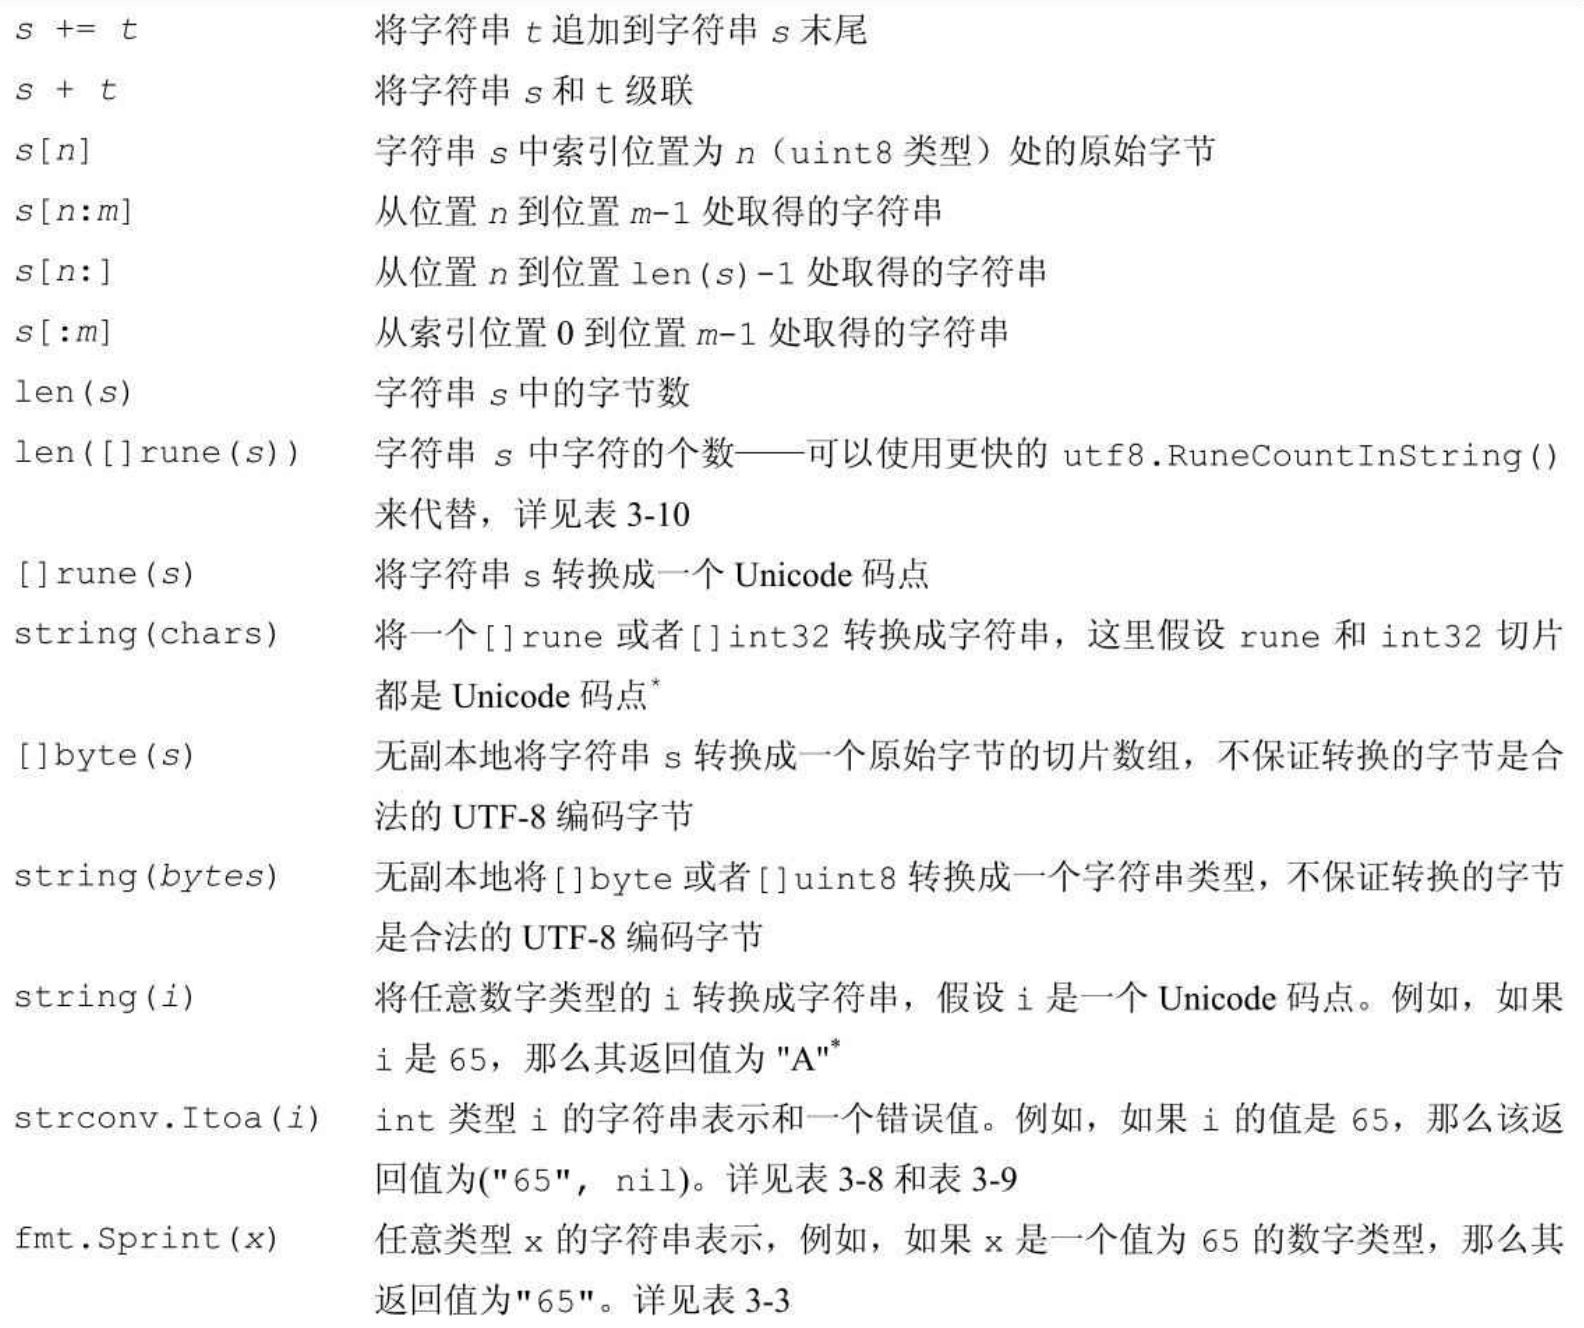 s += t 将字符串 t 追加到字符串 s 末尾
s + t 将字符串 s 和 t 级联
s[n] 字符串 s 中索引位置为 n（uint8 类型）处的原始字节
s[n:m] 从位置 n 到位置 m-1 处取得的字符串
s[n:] 从位置 n 到位置 len(s)-1 处取得的字符串
s[:m] 从索引位置 0 到位置 m-1 处取得的字符串
len(s) 字符串 s 中的字节数
len([]rune(s)) 字符串 s 中字符的个数——可以使用更快的 utf8.RuneCountInString()
来代替，详见表 3-10
[]rune(s) 将字符串 s 转换成一个 Unicode 码点
string(chars) 将一个[]rune 或者[]int32 转换成字符串，这里假设 rune 和 int32 切片
都是 Unicode 码点*
[]byte(s) 无副本地将字符串 s 转换成一个原始字节的切片数组，不保证转换的字节是合
法的 UTF-8 编码字节
string(bytes) 无副本地将[]byte 或者[]uint8 转换成一个字符串类型，不保证转换的字节
是合法的 UTF-8 编码字节
string(i) 将任意数字类型的 i 转换成字符串，假设 i 是一个 Unicode 码点。例如，如果
i 是 65，那么其返回值为 "A"*
strconv.Itoa(i) int 类型 i 的字符串表示和一个错误值。例如，如果 i 的值是 65，那么该返
回值为("65", nil)。详见表 3-8 和表 3-9
fmt.Sprint(x) 任意类型 x 的字符串表示，例如，如果 x 是一个值为 65 的数字类型，那么其
返回值为"65"。详见表 3-3